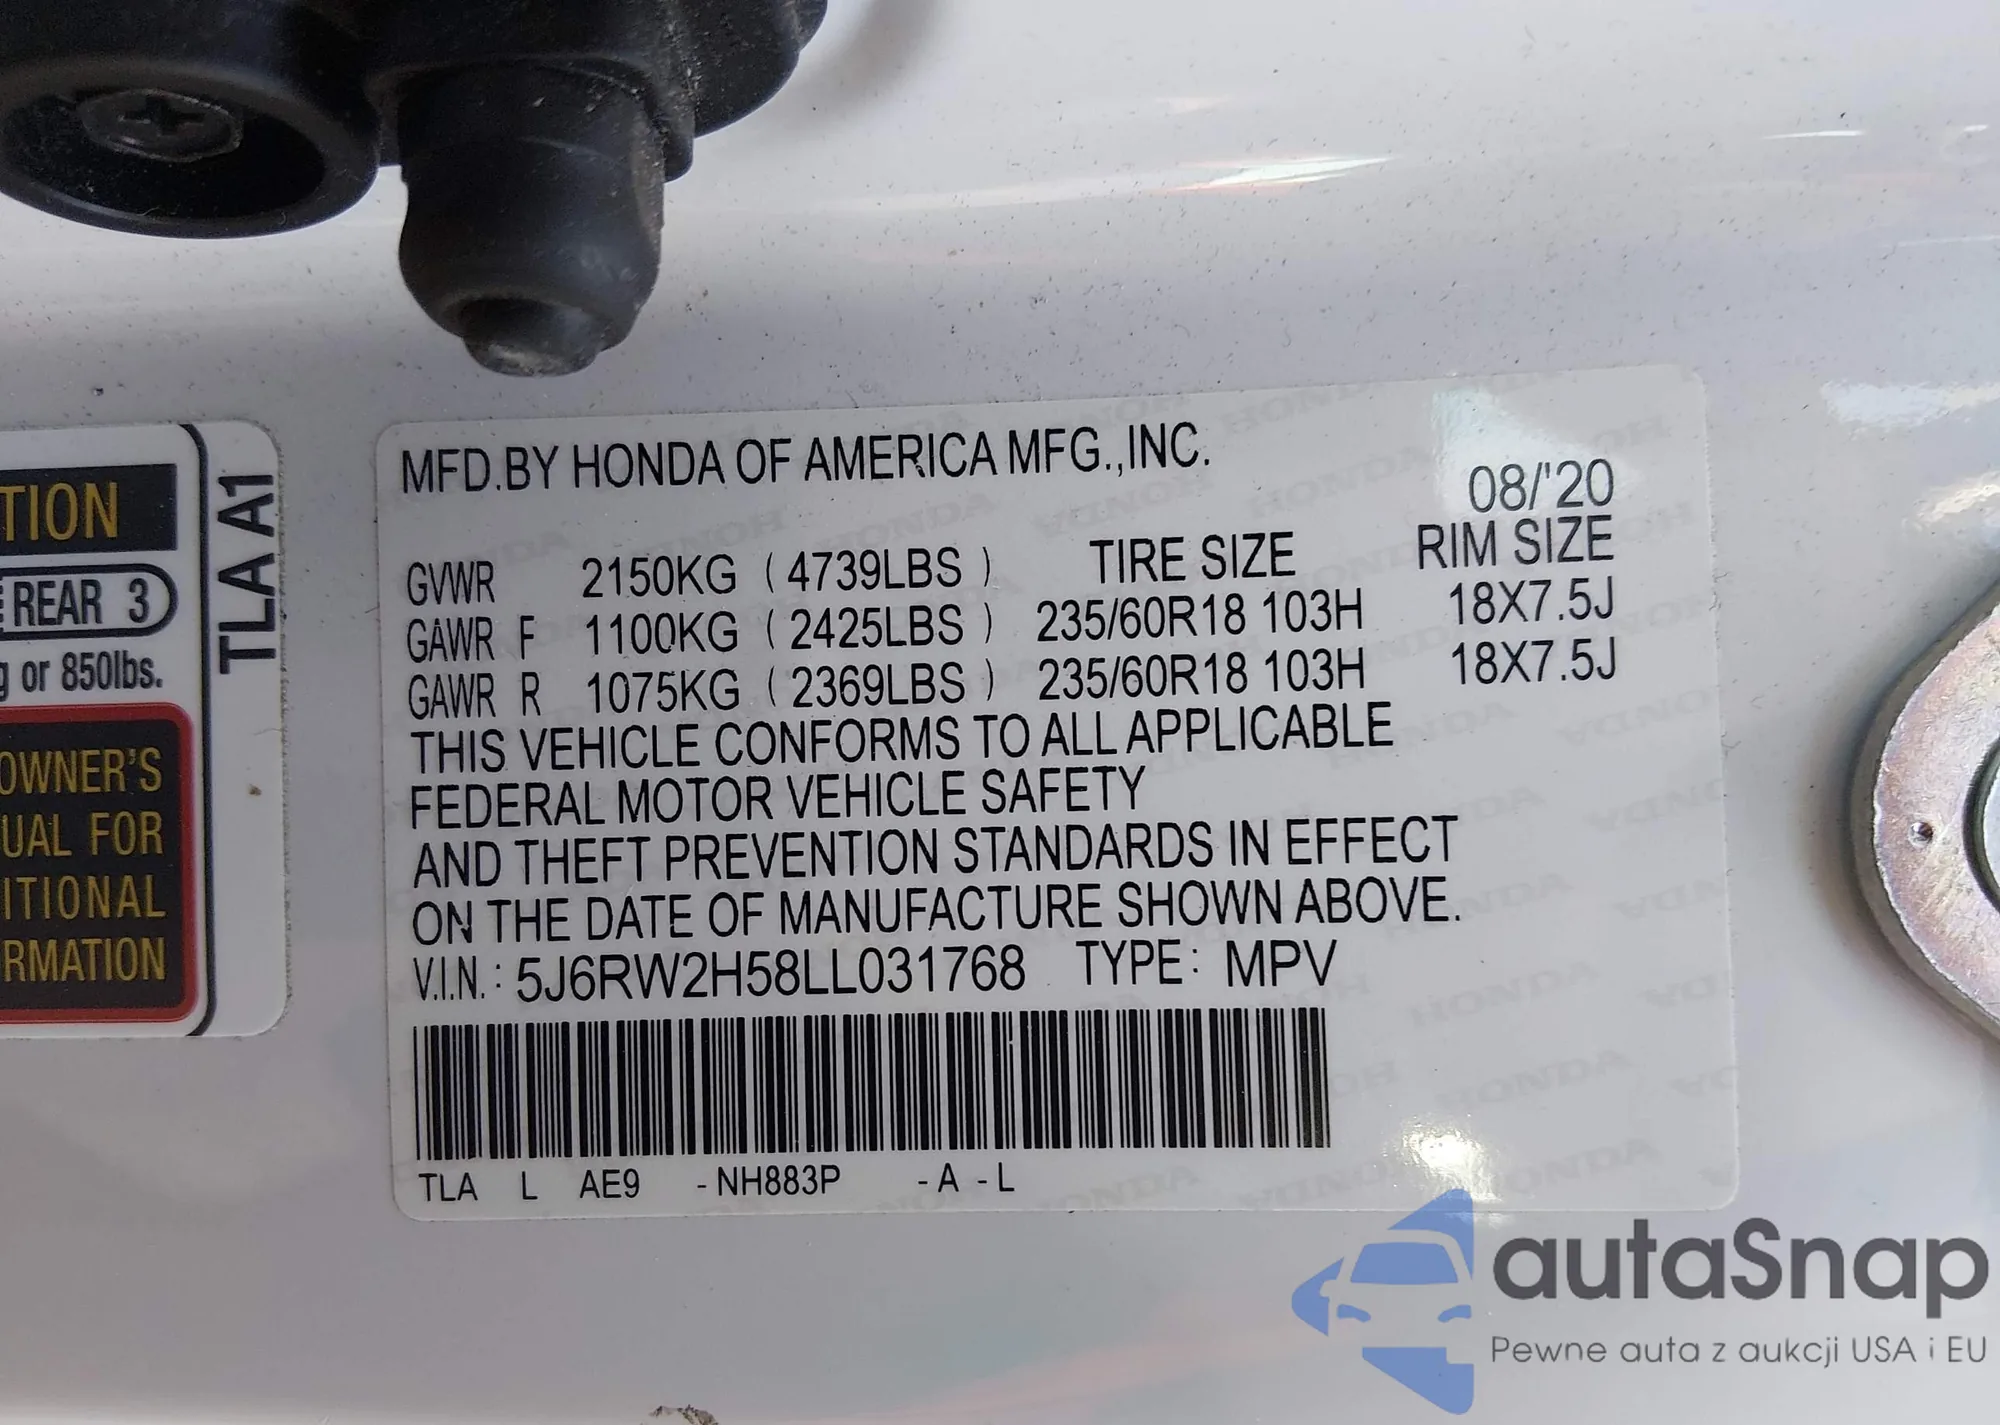 TION
REAR 3
g or 850lbs.
OWNER'S
UAL FOR
ITIONAL
RMATION
TLA A1
MFD.BY HONDA OF AMERICA MFG.,INC.
08/'20
GVWR 2150KG (4739LBS) TIRE SIZE RIM SIZE
GAWR F 1100KG (2425LBS) 235/60R18 103H 18X7.5J
GAWR R 1075KG (2369LBS) 235/60R18 103H 18X7.5J
THIS VEHICLE CONFORMS TO ALL APPLICABLE
FEDERAL MOTOR VEHICLE SAFETY
AND THEFT PREVENTION STANDARDS IN EFFECT
ON THE DATE OF MANUFACTURE SHOWN ABOVE.
V.I.N.: 5J6RW2H58LL031768 TYPE: MPV
TLA L AE9 -NH883P -A -L
autaSnap
Pewne auta z aukcji USA i EU